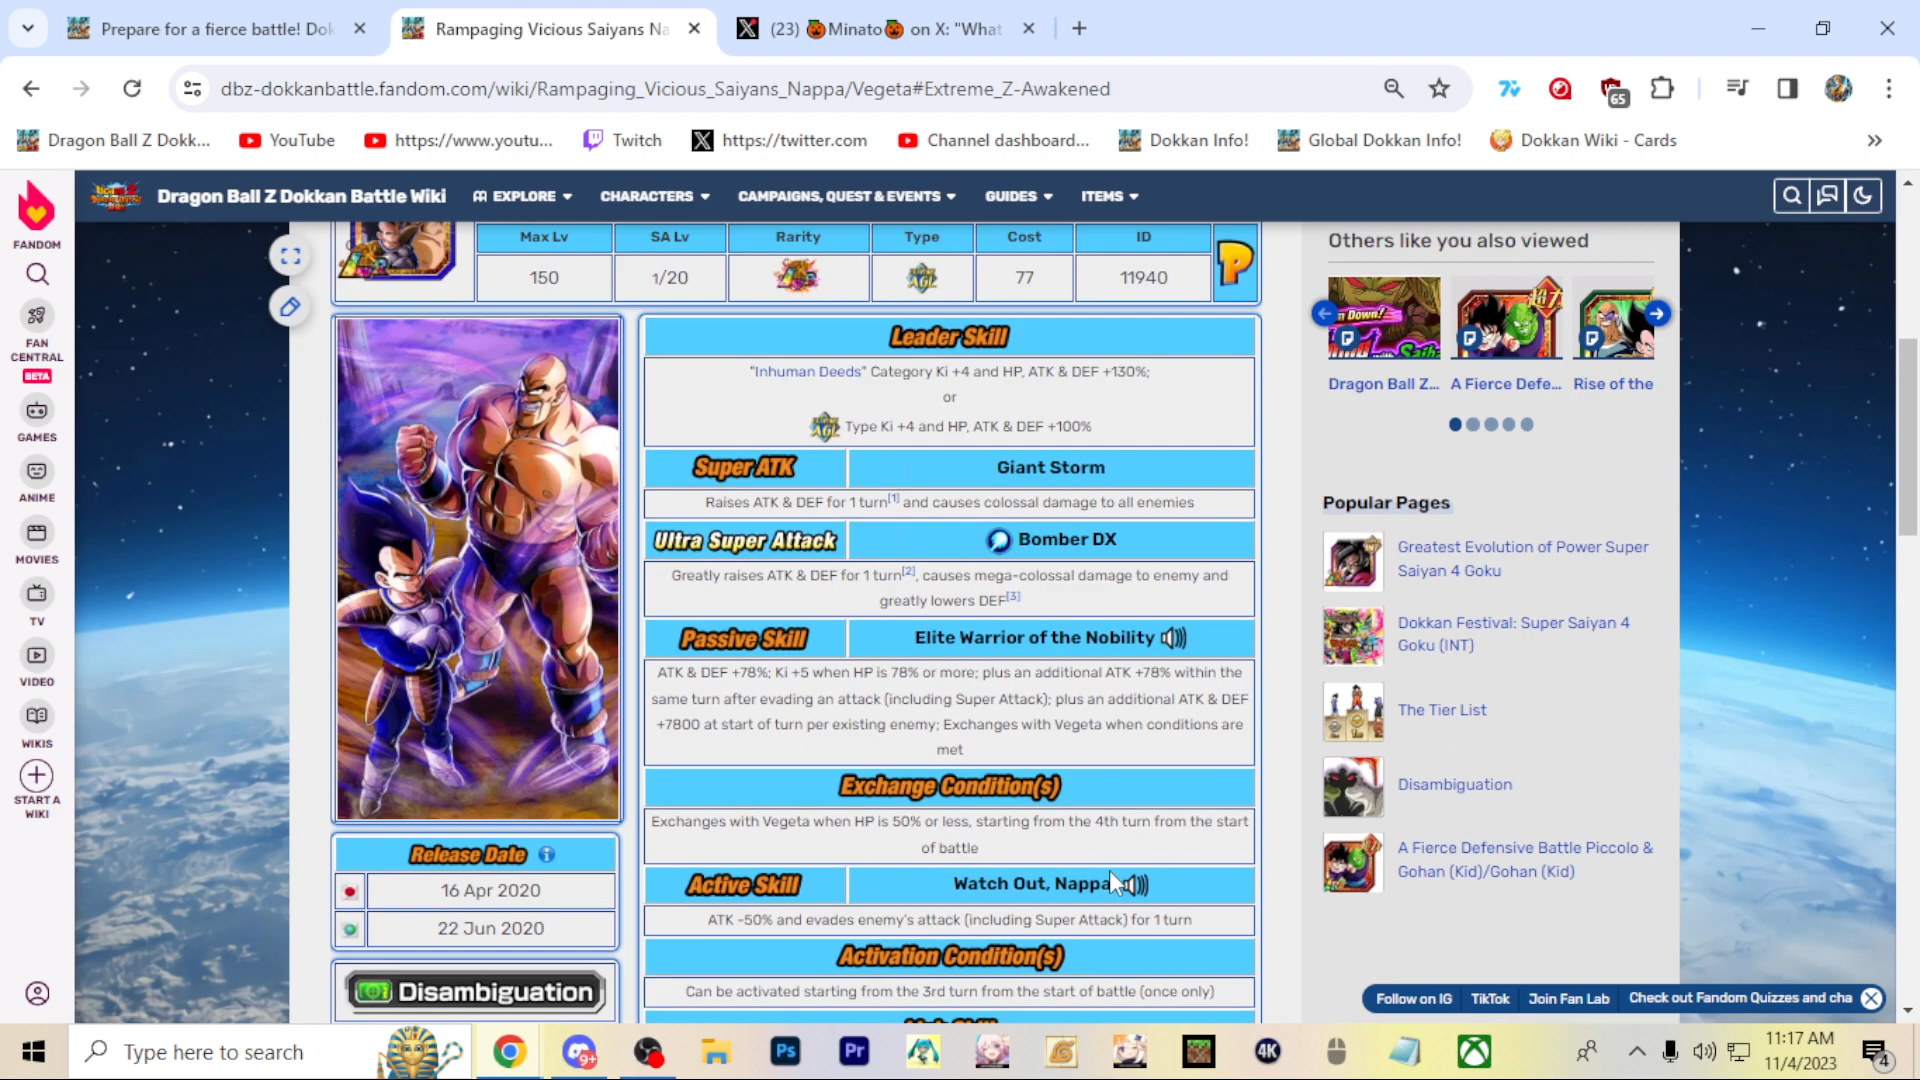 Prepare for a fierce battle! Dok
Rampaging Vicious Saiyans Na
(23) 🎃Minato🎃 on X: "What
dbz-dokkanbattle.fandom.com/wiki/Rampaging_Vicious_Saiyans_Nappa/Vegeta#Extreme_Z-Awakened
65
Dragon Ball Z Dokk...
YouTube
https://www.youtu...
Twitch
https://twitter.com
Channel dashboard...
Dokkan Info!
Global Dokkan Info!
Dokkan Wiki - Cards
»
Dragon Ball Z Dokkan Battle Wiki
EXPLORE
CHARACTERS
CAMPAIGNS, QUEST & EVENTS
GUIDES
ITEMS
FANDOM
FAN CENTRAL
BETA
GAMES
ANIME
MOVIES
TV
VIDEO
WIKIS
START A WIKI
Max Lv
SA Lv
Rarity
Type
Cost
ID
150
1/20
AGL
77
11940
P
Leader Skill
"Inhuman Deeds" Category Ki +4 and HP, ATK & DEF +130%;
or
AGL Type Ki +4 and HP, ATK & DEF +100%
Super ATK
Giant Storm
Raises ATK & DEF for 1 turn[1] and causes colossal damage to all enemies
Ultra Super Attack
Bomber DX
Greatly raises ATK & DEF for 1 turn[2], causes mega-colossal damage to enemy and
greatly lowers DEF[3]
Passive Skill
Elite Warrior of the Nobility
ATK & DEF +78%; Ki +5 when HP is 78% or more; plus an additional ATK +78% within the
same turn after evading an attack (including Super Attack); plus an additional ATK & DEF
+7800 at start of turn per existing enemy; Exchanges with Vegeta when conditions are
met
Exchange Condition(s)
Exchanges with Vegeta when HP is 50% or less, starting from the 4th turn from the start
of battle
Active Skill
Watch Out, Nappa
ATK -50% and evades enemy's attack (including Super Attack) for 1 turn
Activation Condition(s)
Can be activated starting from the 3rd turn from the start of battle (once only)
Release Date
16 Apr 2020
22 Jun 2020
Disambiguation
Others like you also viewed
Dragon Ball Z...
A Fierce Defe...
Rise of the
Popular Pages
Greatest Evolution of Power Super
Saiyan 4 Goku
Dokkan Festival: Super Saiyan 4
Goku (INT)
The Tier List
Disambiguation
A Fierce Defensive Battle Piccolo &
Gohan (Kid)/Gohan (Kid)
Follow on IG
TikTok
Join Fan Lab
Check out Fandom Quizzes and cha
Type here to search
9+
Ps
Pr
4K
11:17 AM
11/4/2023
4